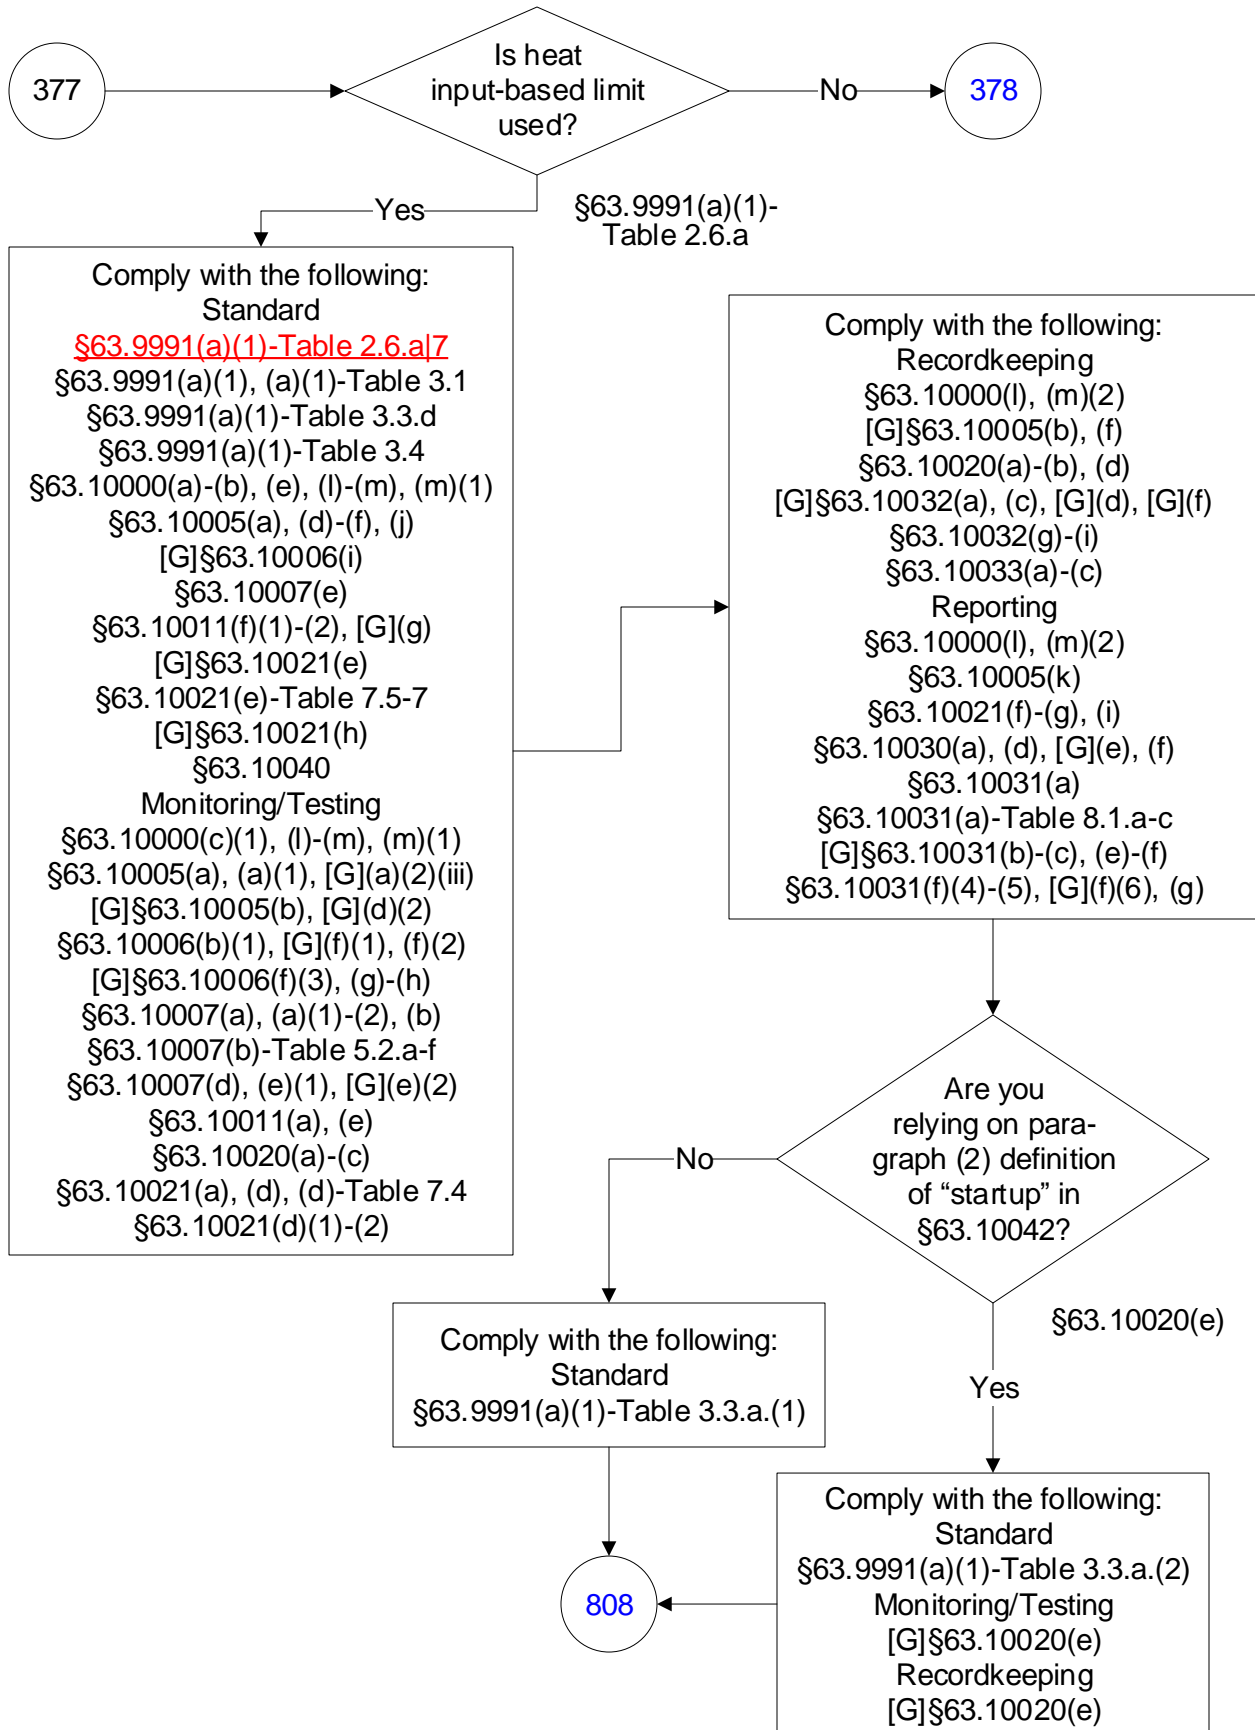 377
Is heat
input-based limit
used?
No
378
Yes
§63.9991(a)(1)-
Table 2.6.a
Comply with the following:
Standard
§63.9991(a)(1)-Table 2.6.a|7
§63.9991(a)(1), (a)(1)-Table 3.1
§63.9991(a)(1)-Table 3.3.d
§63.9991(a)(1)-Table 3.4
§63.10000(a)-(b), (e), (l)-(m), (m)(1)
§63.10005(a), (d)-(f), (j)
[G]§63.10006(i)
§63.10007(e)
§63.10011(f)(1)-(2), [G](g)
[G]§63.10021(e)
§63.10021(e)-Table 7.5-7
[G]§63.10021(h)
§63.10040
Monitoring/Testing
§63.10000(c)(1), (l)-(m), (m)(1)
§63.10005(a), (a)(1), [G](a)(2)(iii)
[G]§63.10005(b), [G](d)(2)
§63.10006(b)(1), [G](f)(1), (f)(2)
[G]§63.10006(f)(3), (g)-(h)
§63.10007(a), (a)(1)-(2), (b)
§63.10007(b)-Table 5.2.a-f
§63.10007(d), (e)(1), [G](e)(2)
§63.10011(a), (e)
§63.10020(a)-(c)
§63.10021(a), (d), (d)-Table 7.4
§63.10021(d)(1)-(2)
Comply with the following:
Recordkeeping
§63.10000(l), (m)(2)
[G]§63.10005(b), (f)
§63.10020(a)-(b), (d)
[G]§63.10032(a), (c), [G](d), [G](f)
§63.10032(g)-(i)
§63.10033(a)-(c)
Reporting
§63.10000(l), (m)(2)
§63.10005(k)
§63.10021(f)-(g), (i)
§63.10030(a), (d), [G](e), (f)
§63.10031(a)
§63.10031(a)-Table 8.1.a-c
[G]§63.10031(b)-(c), (e)-(f)
§63.10031(f)(4)-(5), [G](f)(6), (g)
Are you
relying on para-
graph (2) definition
of “startup” in
§63.10042?
No
§63.10020(e)
Yes
Comply with the following:
Standard
§63.9991(a)(1)-Table 3.3.a.(1)
Comply with the following:
Standard
§63.9991(a)(1)-Table 3.3.a.(2)
Monitoring/Testing
[G]§63.10020(e)
Recordkeeping
[G]§63.10020(e)
808